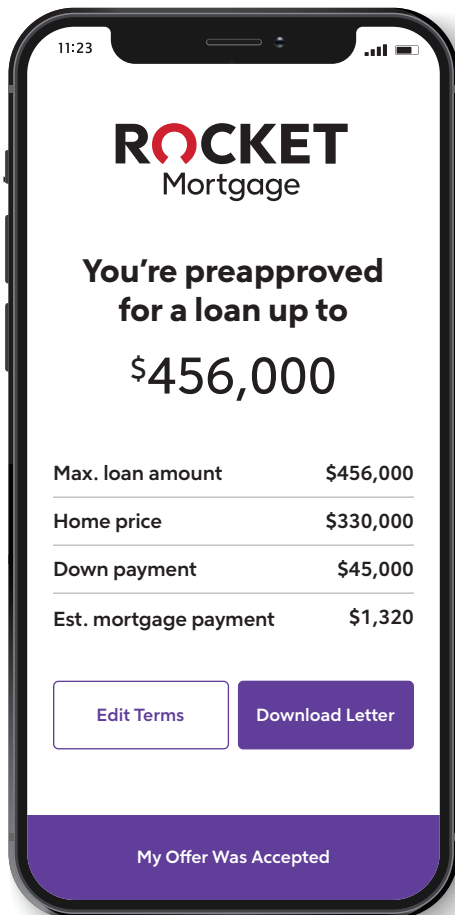 11:23
ROCKET
Mortgage
You're preapproved
for a loan up to
$456,000
Max. loan amount $456,000
Home price $330,000
Down payment $45,000
Est. mortgage payment $1,320
Edit Terms Download Letter
My Offer Was Accepted